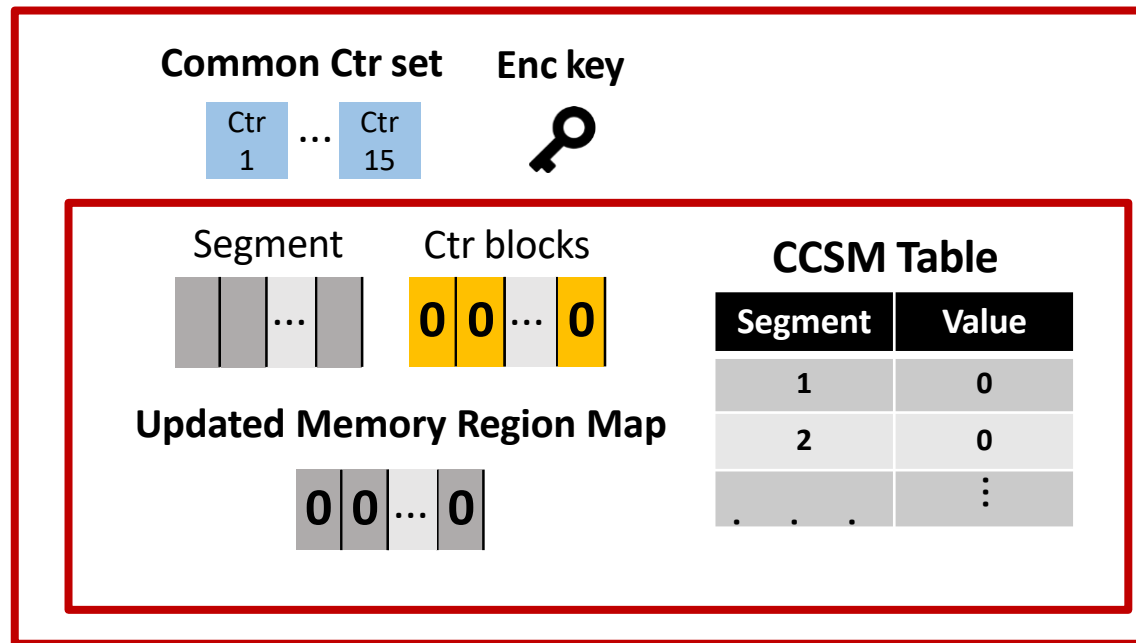 Common Ctr set Enc key
Ctr 1 ... Ctr 15
Segment Ctr blocks
CCSM Table
... 0 0 ... 0
Segment Value
1 0
Updated Memory Region Map
2 0
0 0 ... 0
. . . ⋮